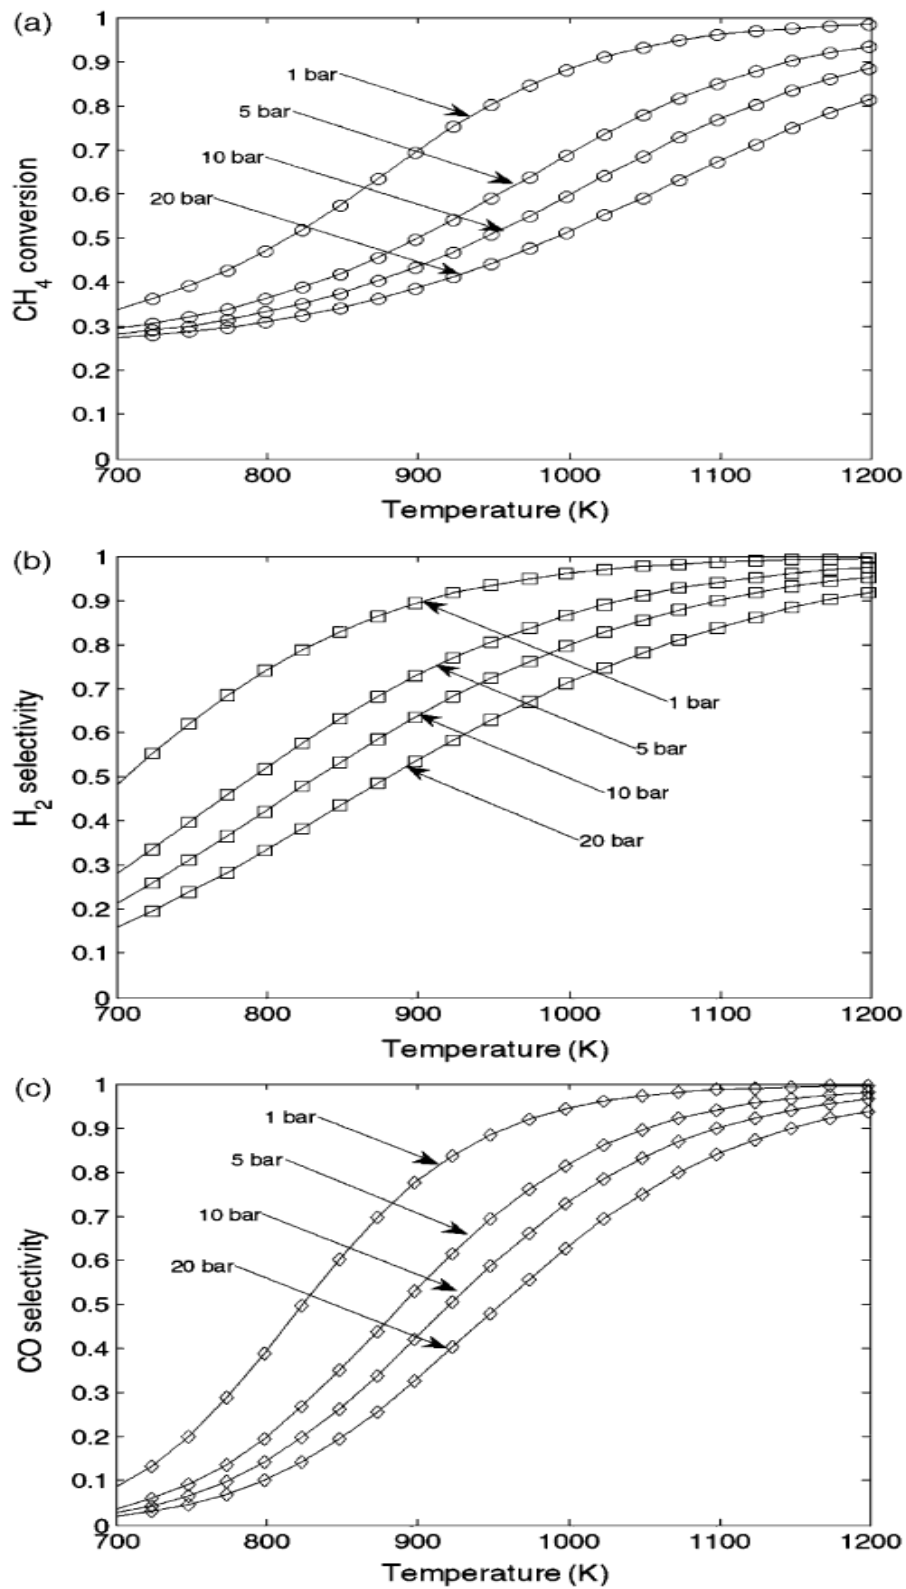 (a)
1
0.9
0.8
0.7
0.6
0.5
0.4
0.3
0.2
0.1
0
CH4 conversion
1 bar
5 bar
10 bar
20 bar
700 800 900 1000 1100 1200
Temperature (K)
(b)
1
0.9
0.8
0.7
0.6
0.5
0.4
0.3
0.2
0.1
0
H2 selectivity
1 bar
5 bar
10 bar
20 bar
700 800 900 1000 1100 1200
Temperature (K)
(c)
1
0.9
0.8
0.7
0.6
0.5
0.4
0.3
0.2
0.1
0
CO selectivity
1 bar
5 bar
10 bar
20 bar
700 800 900 1000 1100 1200
Temperature (K)